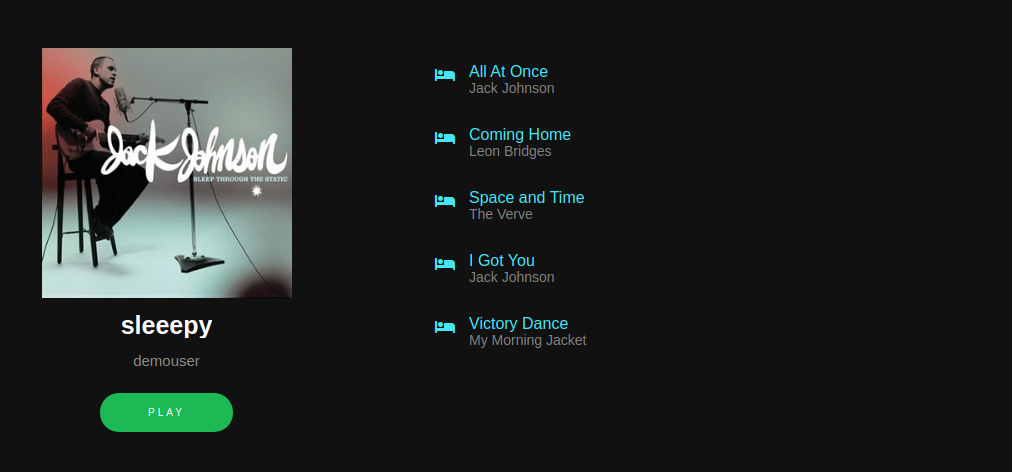 Jack Johnson
SLEEP THROUGH THE STATIC
sleeepy
demouser
PLAY
All At Once
Jack Johnson
Coming Home
Leon Bridges
Space and Time
The Verve
I Got You
Jack Johnson
Victory Dance
My Morning Jacket